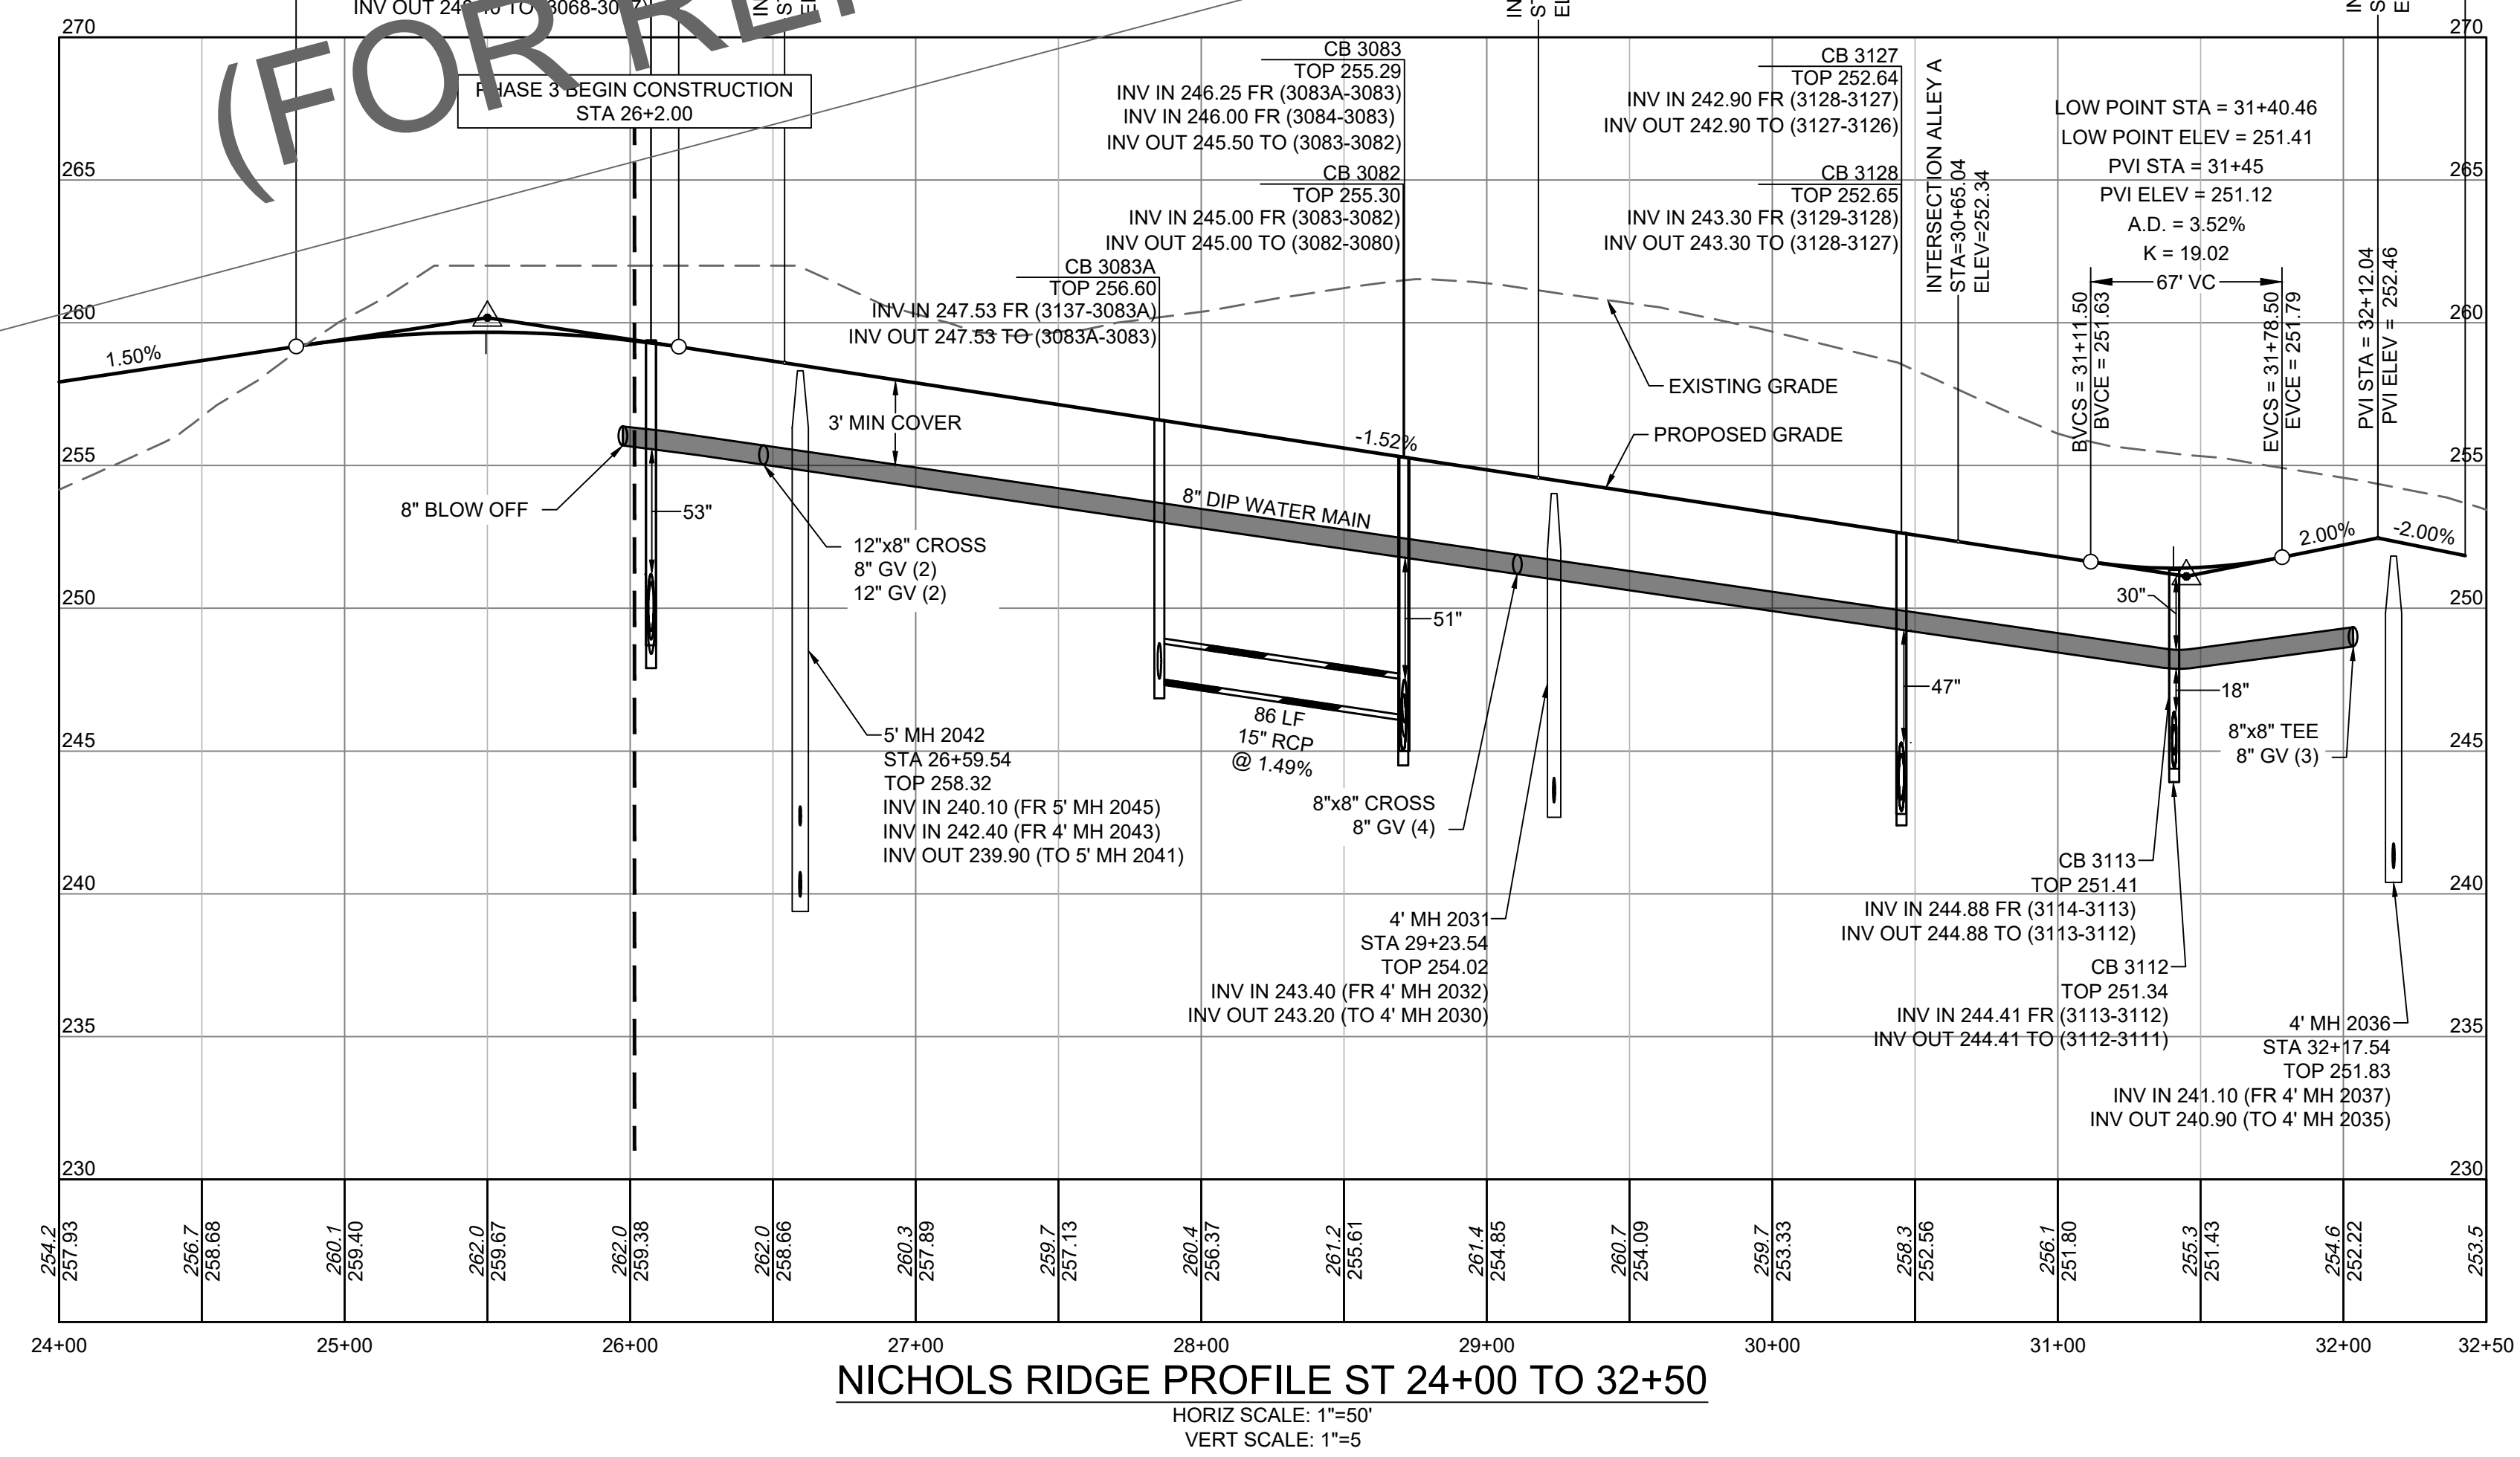 270
270
PHASE 3 BEGIN CONSTRUCTION
STA 26+2.00
CB 3083
TOP 255.29
INV IN 246.25 FR (3083A-3083)
INV IN 246.00 FR (3084-3083)
INV OUT 245.50 TO (3083-3082)
CB 3082
TOP 255.30
INV IN 245.00 FR (3083-3082)
INV OUT 245.00 TO (3082-3080)
CB 3083A
TOP 256.60
INV IN 247.53 FR (3137-3083A)
INV OUT 247.53 TO (3083A-3083)
CB 3127
TOP 252.64
INV IN 242.90 FR (3128-3127)
INV OUT 242.90 TO (3127-3126)
CB 3128
TOP 252.65
INV IN 243.30 FR (3129-3128)
INV OUT 243.30 TO (3128-3127)
INTERSECTION ALLEY A
STA=30+65.04
ELEV=252.34
LOW POINT STA = 31+40.46
LOW POINT ELEV = 251.41
PVI STA = 31+45
PVI ELEV = 251.12
A.D. = 3.52%
K = 19.02
67' VC
BVCS = 31+11.50
BVCE = 251.63
EVCS = 31+78.50
EVCE = 251.79
PVI STA = 32+12.04
PVI ELEV = 252.46
265
265
260
260
1.50%
3' MIN COVER
EXISTING GRADE
PROPOSED GRADE
-1.52%
2.00%
-2.00%
255
255
8" BLOW OFF
53"
8" DIP WATER MAIN
12"x8" CROSS
8" GV (2)
12" GV (2)
250
250
51"
30"
47"
18"
86 LF
15" RCP
@ 1.49%
5' MH 2042
STA 26+59.54
TOP 258.32
INV IN 240.10 (FR 5' MH 2045)
INV IN 242.40 (FR 4' MH 2043)
INV OUT 239.90 (TO 5' MH 2041)
8"x8" TEE
8" GV (3)
245
245
8"x8" CROSS
8" GV (4)
CB 3113
TOP 251.41
INV IN 244.88 FR (3114-3113)
INV OUT 244.88 TO (3113-3112)
240
240
4' MH 2031
STA 29+23.54
TOP 254.02
INV IN 243.40 (FR 4' MH 2032)
INV OUT 243.20 (TO 4' MH 2030)
CB 3112
TOP 251.34
INV IN 244.41 FR (3113-3112)
INV OUT 244.41 TO (3112-3111)
235
235
4' MH 2036
STA 32+17.54
TOP 251.83
INV IN 241.10 (FR 4' MH 2037)
INV OUT 240.90 (TO 4' MH 2035)
230
230
254.2
257.93
256.7
258.68
260.1
259.40
262.0
259.67
262.0
259.38
262.0
258.66
260.3
257.89
259.7
257.13
260.4
256.37
261.2
255.61
261.4
254.85
260.7
254.09
259.7
253.33
258.3
252.56
256.1
251.80
255.3
251.43
254.6
252.22
253.5
24+00
25+00
26+00
27+00
28+00
29+00
30+00
31+00
32+00
32+50
NICHOLS RIDGE PROFILE ST 24+00 TO 32+50
HORIZ SCALE: 1"=50'
VERT SCALE: 1"=5
(FOR
INV OUT